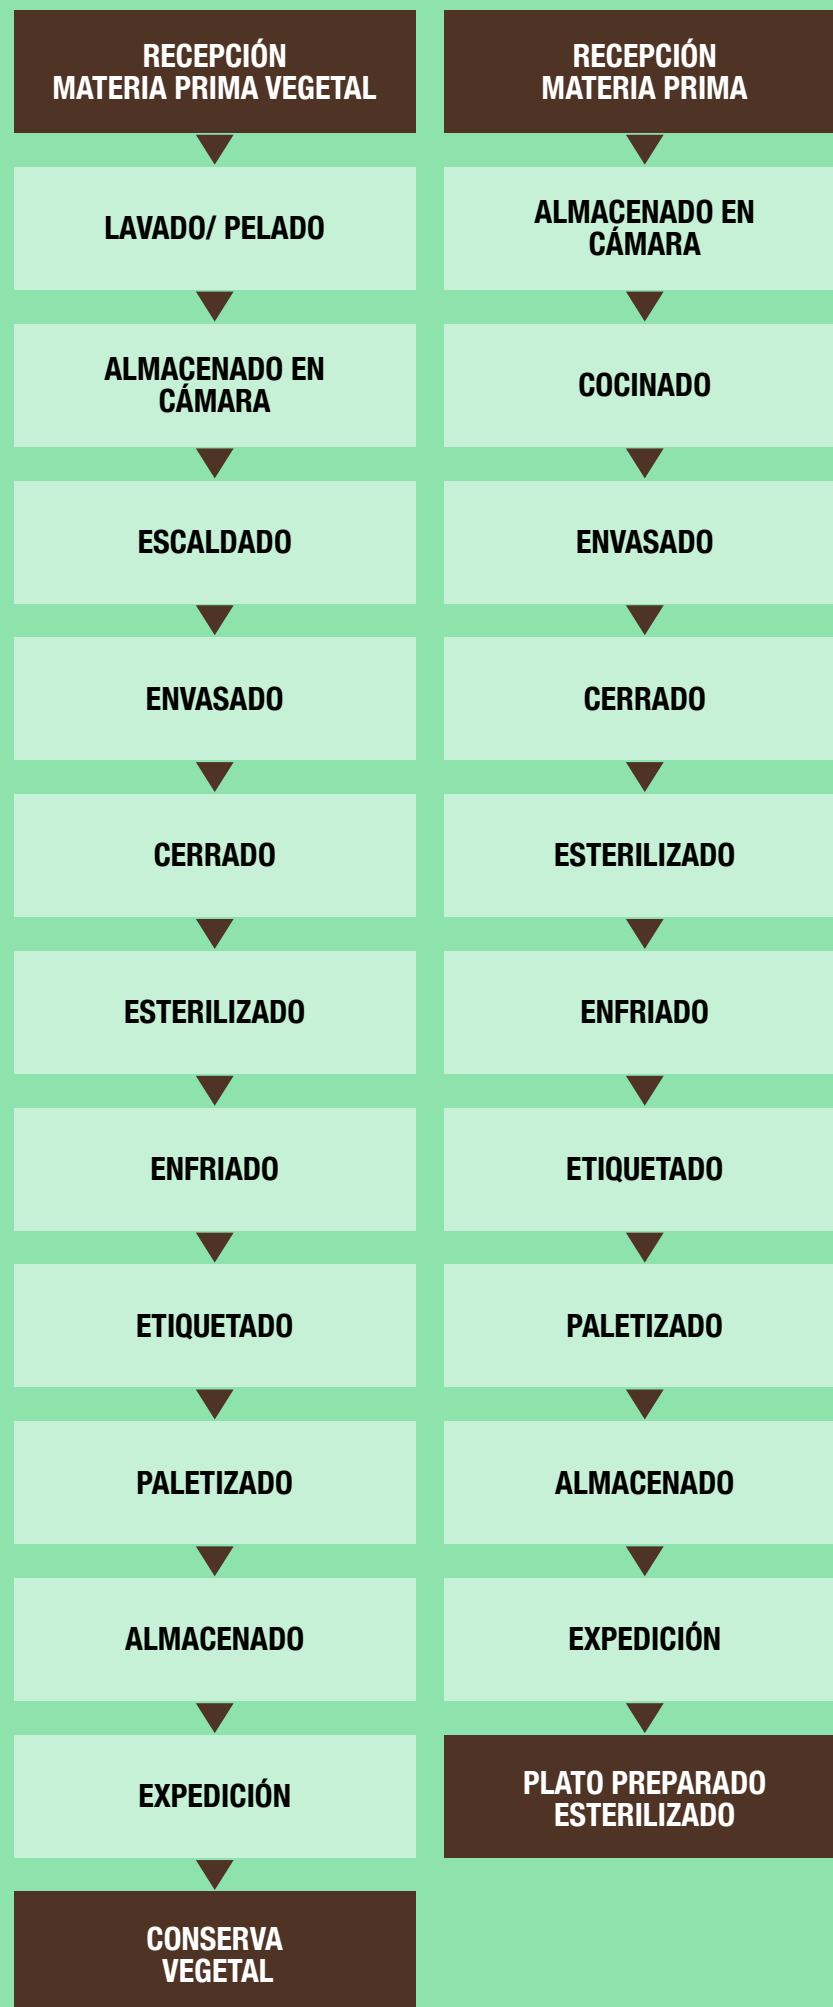 RECEPCIÓN
MATERIA PRIMA VEGETAL
LAVADO/ PELADO
ALMACENADO EN
CÁMARA
ESCALDADO
ENVASADO
CERRADO
ESTERILIZADO
ENFRIADO
ETIQUETADO
PALETIZADO
ALMACENADO
EXPEDICIÓN
CONSERVA
VEGETAL
RECEPCIÓN
MATERIA PRIMA
ALMACENADO EN
CÁMARA
COCINADO
ENVASADO
CERRADO
ESTERILIZADO
ENFRIADO
ETIQUETADO
PALETIZADO
ALMACENADO
EXPEDICIÓN
PLATO PREPARADO
ESTERILIZADO